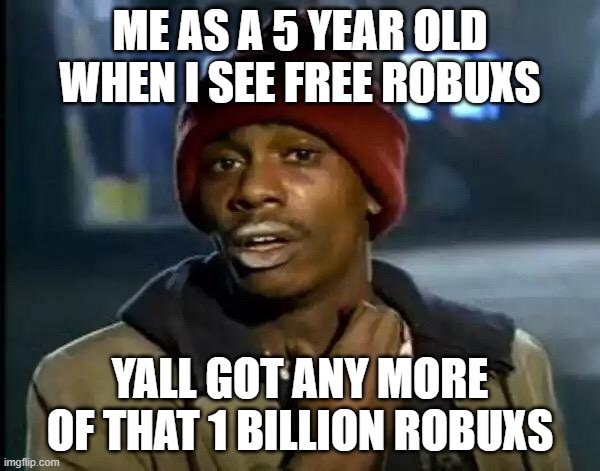 ME AS A 5 YEAR OLD
WHEN I SEE FREE ROBUXS
YALL GOT ANY MORE
OF THAT 1 BILLION ROBUXS
imgflip.com